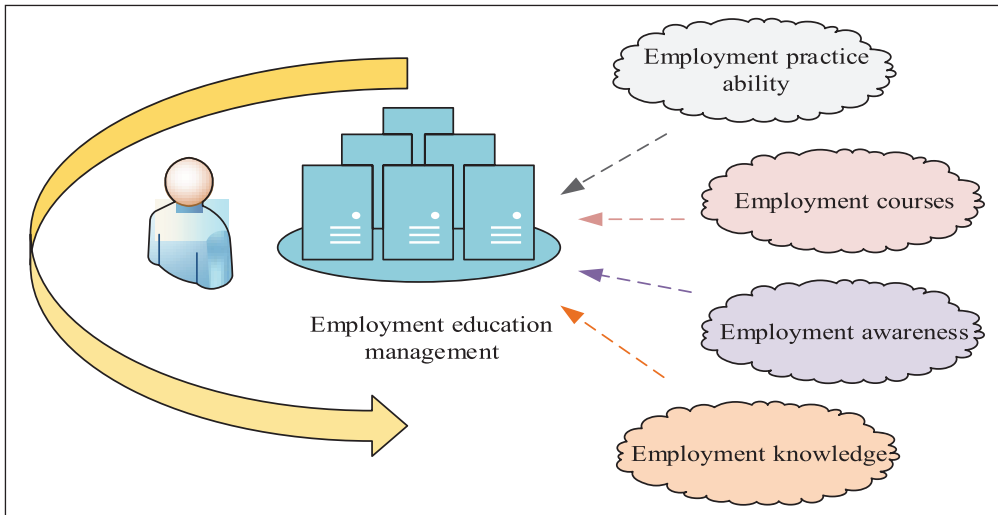 Employment practice
ability
Employment courses
Employment education
management
Employment awareness
Employment knowledge